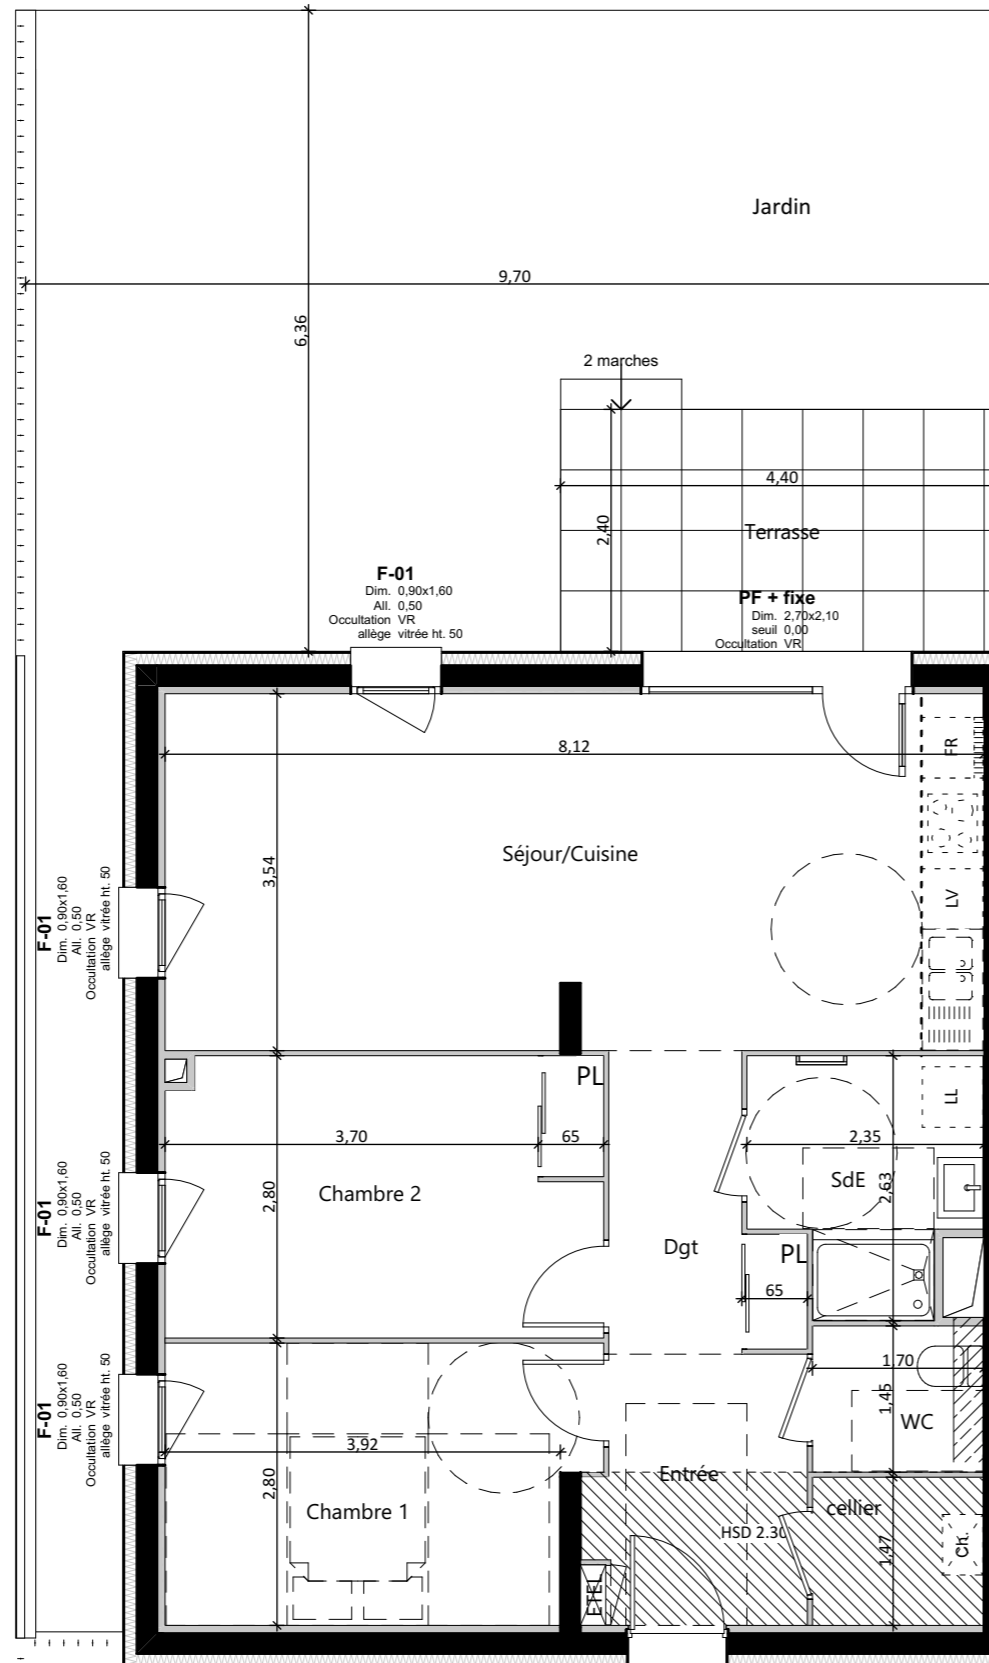 Jardin
9,70
6,36
2 marches
4,40
2,40
Terrasse
F-01
Dim. 0,90x1,60
All. 0,50
Occultation VR
allège vitrée ht. 50
PF + fixe
Dim. 2,70x2,10
seuil 0,00
Occultation VR
8,12
FR
Séjour/Cuisine
3,54
LV
F-01
Dim. 0,90x1,60
All. 0,50
Occultation VR
allège vitrée ht. 50
PL
LL
3,70
65
2,35
Chambre 2
2,80
SdE
2,63
F-01
Dim. 0,90x1,60
All. 0,50
Occultation VR
allège vitrée ht. 50
Dgt
PL
65
1,70
1,45
WC
F-01
Dim. 0,90x1,60
All. 0,50
Occultation VR
allège vitrée ht. 50
3,92
2,80
Chambre 1
Entrée
cellier
HSD 2.30
1,47
Ch.
ETEL